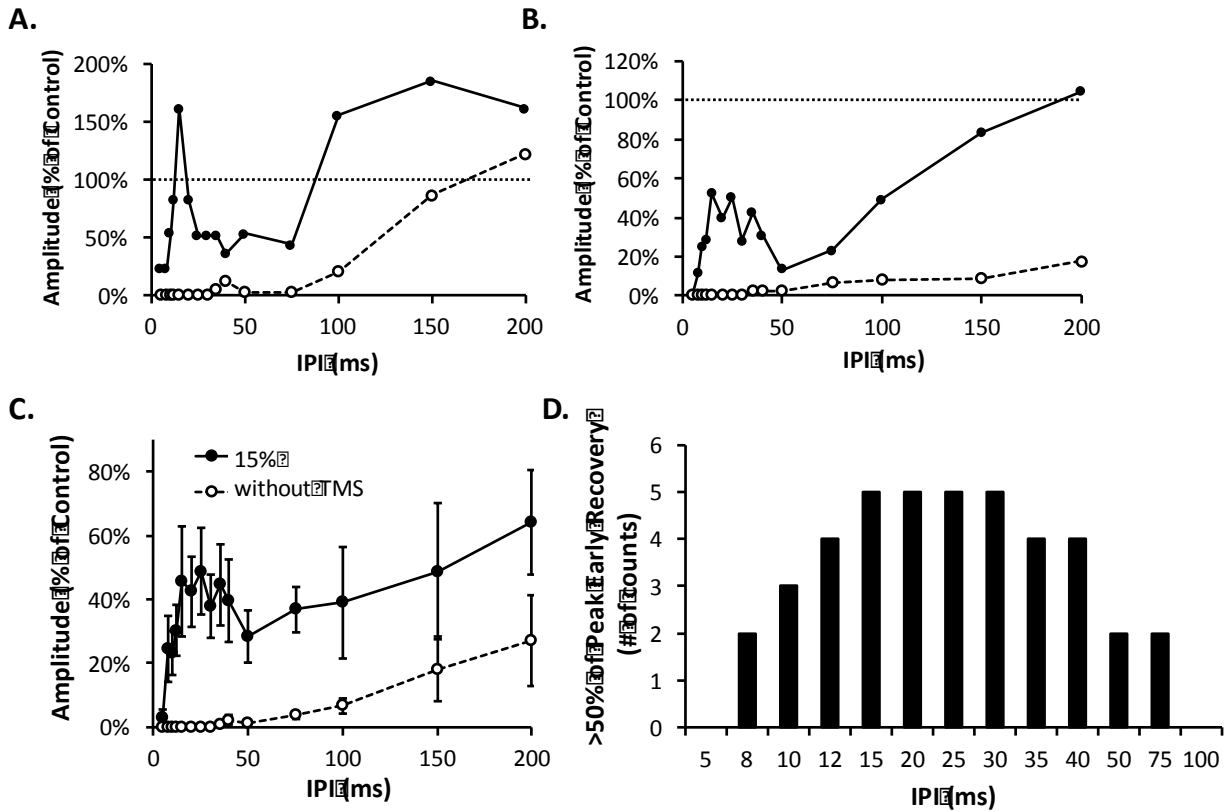 A.
Amplitude⍰(%⍰of⍰Control)
200%
150%
100%
50%
0%
0 50 100 150 200
IPI⍰(ms)
B.
Amplitude⍰(%⍰of⍰Control)
120%
100%
80%
60%
40%
20%
0%
0 50 100 150 200
IPI⍰(ms)
C.
Amplitude⍰(%⍰of⍰Control)
80%
60%
40%
20%
0%
15%⍰
without⍰TMS
0 50 100 150 200
IPI⍰(ms)
D.
>50%⍰of⍰Peak⍰Early⍰Recovery⍰
(#⍰of⍰counts)
6
5
4
3
2
1
0
5 8 10 12 15 20 25 30 35 40 50 75 100
IPI⍰(ms)